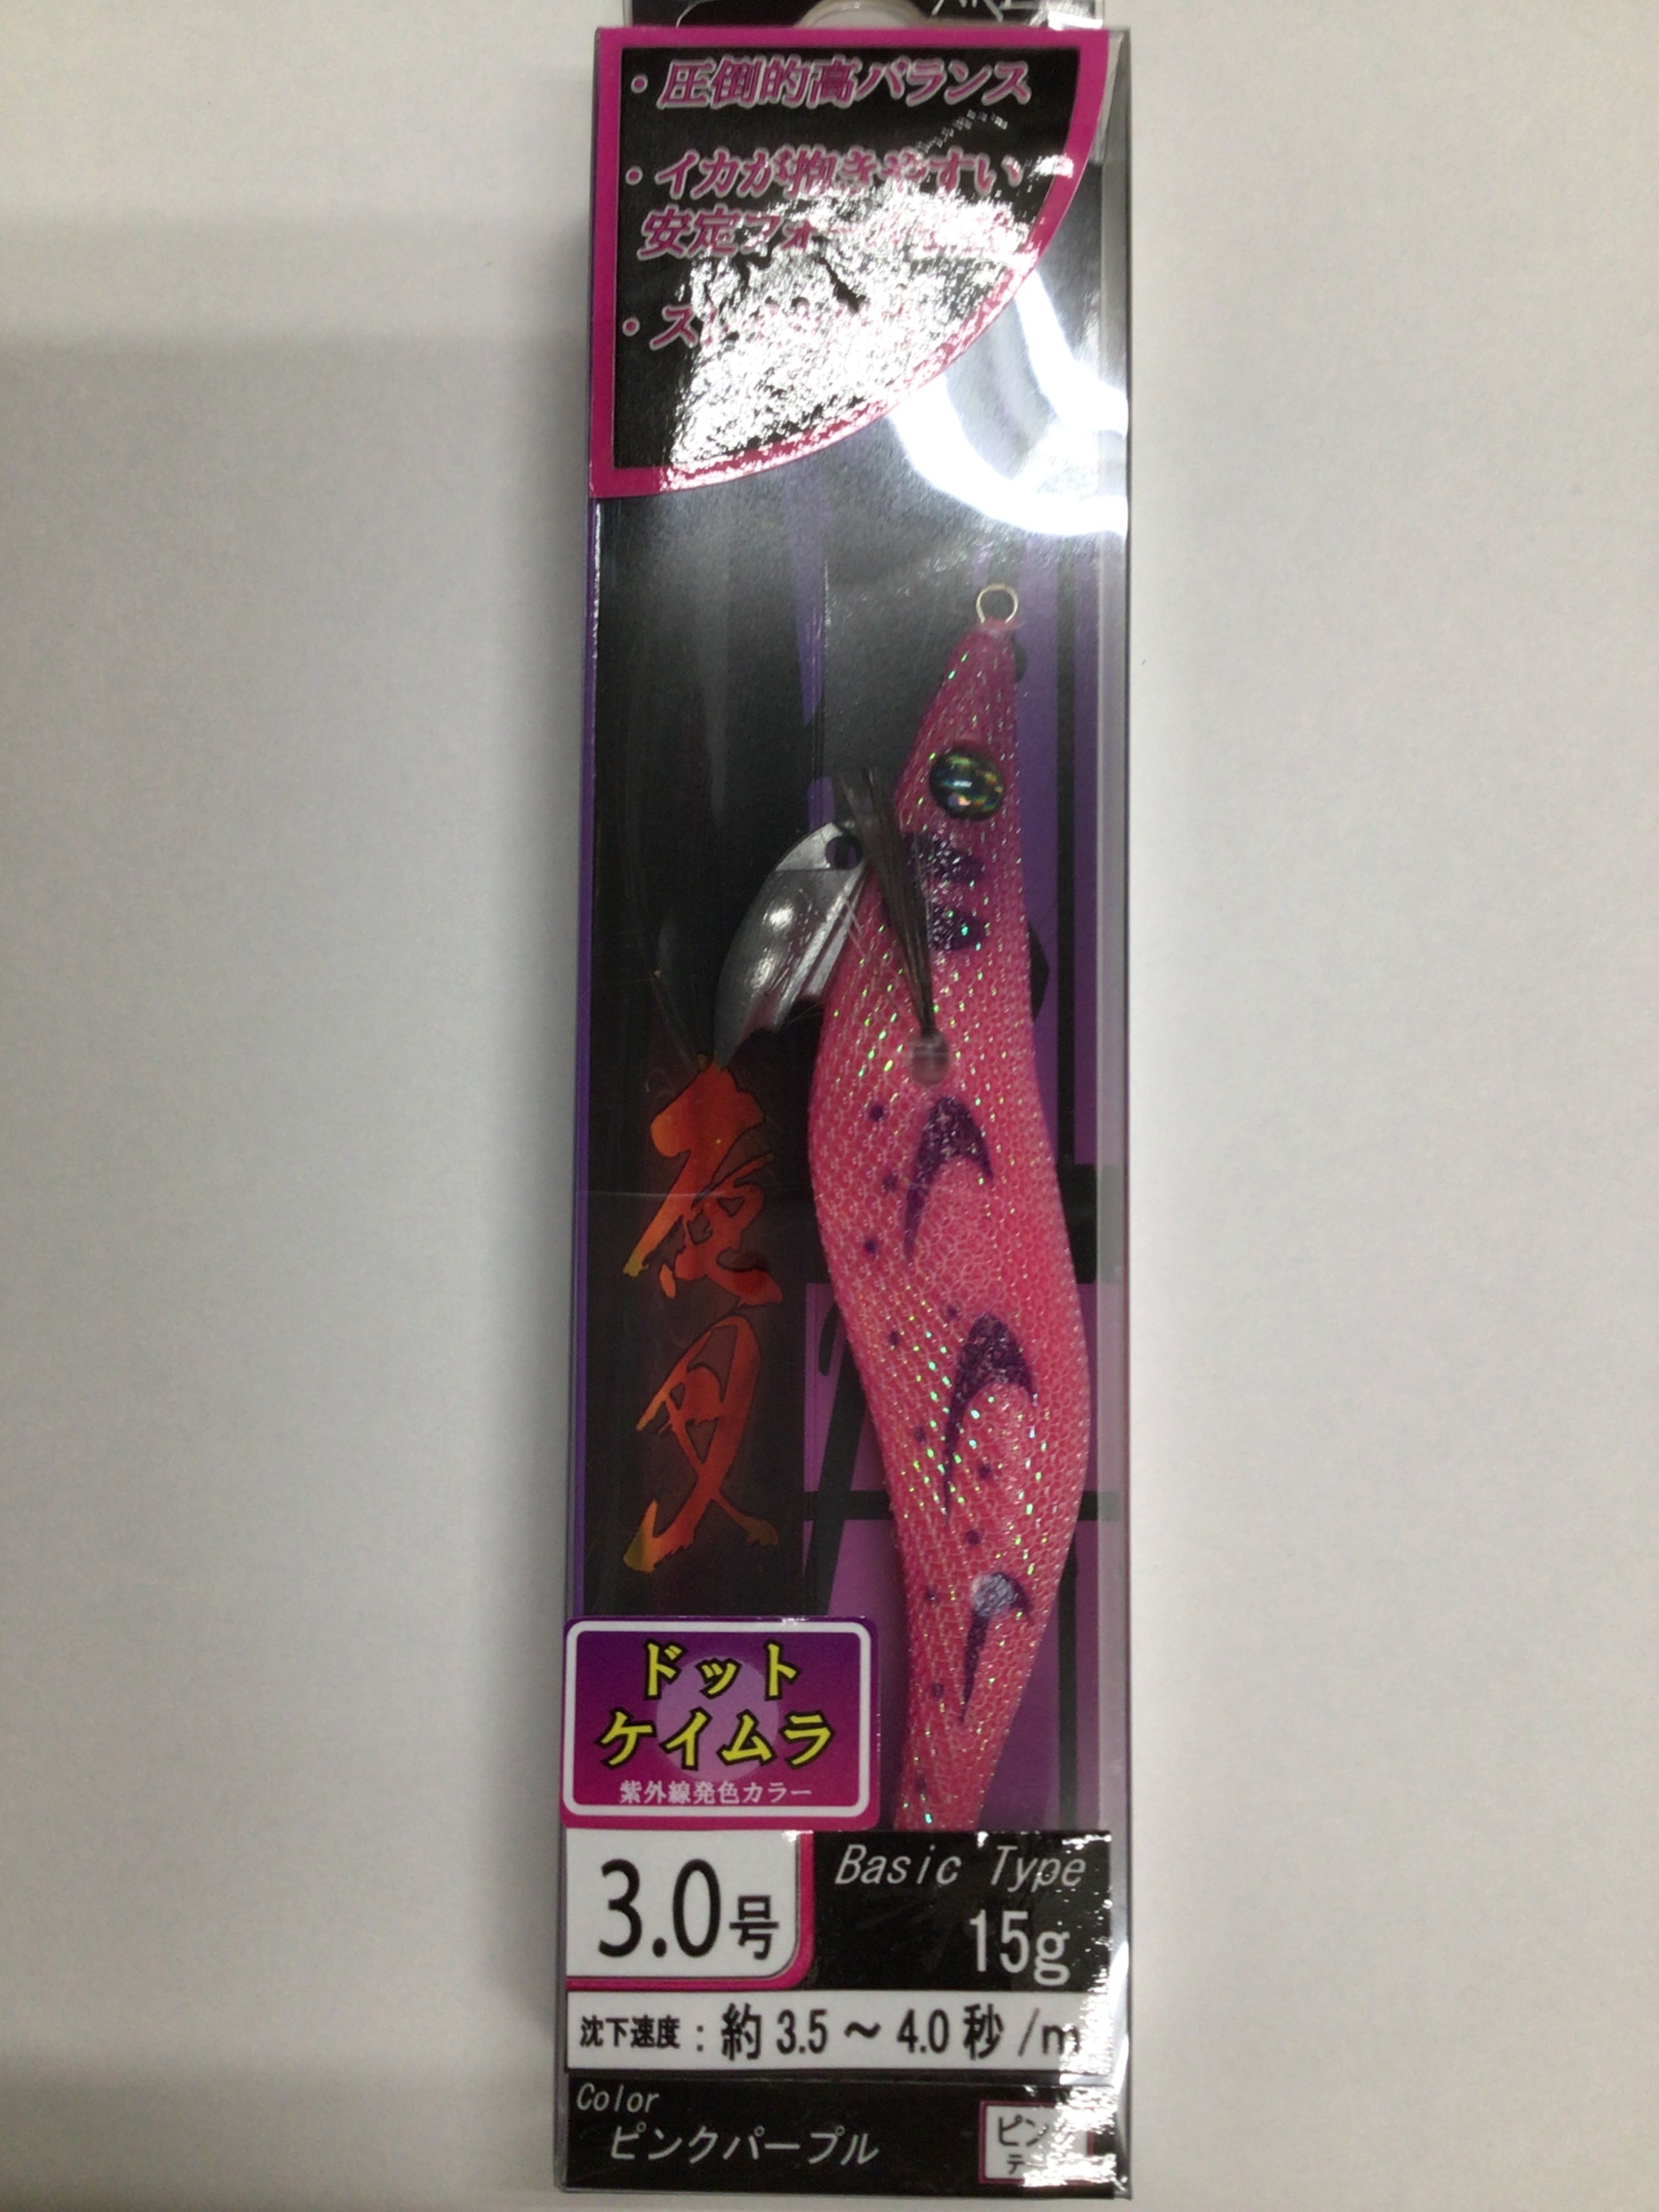 ・圧倒的高バランス
・イカが抱きやすい
安定フォール
夜月
ドット
ケイムラ
紫外線発色カラー
3.0号
Basic Type
15g
沈下速度：約3.5～4.0秒/m
Color
ピンクパープル